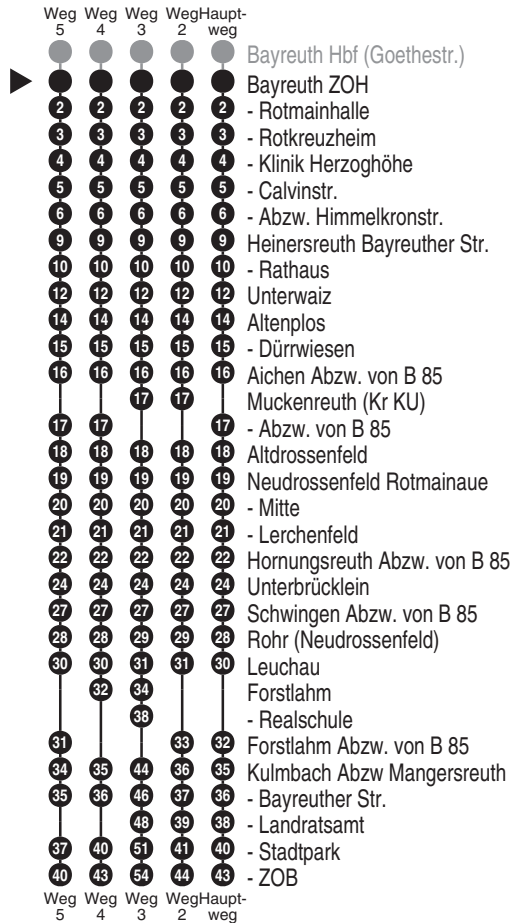 Weg Weg Weg Weg Haupt-
5 4 3 2 weg
Bayreuth Hbf (Goethestr.)
Bayreuth ZOH
2 2 2 2 2 - Rotmainhalle
3 3 3 3 3 - Rotkreuzheim
4 4 4 4 4 - Klinik Herzoghöhe
5 5 5 5 5 - Calvinstr.
6 6 6 6 6 - Abzw. Himmelkronstr.
9 9 9 9 9 Heinersreuth Bayreuther Str.
10 10 10 10 10 - Rathaus
12 12 12 12 12 Unterwaiz
14 14 14 14 14 Altenplos
15 15 15 15 15 - Dürrwiesen
16 16 16 16 16 Aichen Abzw. von B 85
17 17 Muckenreuth (Kr KU)
17 17 17 - Abzw. von B 85
18 18 18 18 18 Altdrossenfeld
19 19 19 19 19 Neudrossenfeld Rotmainaue
20 20 20 20 20 - Mitte
21 21 21 21 21 - Lerchenfeld
22 22 22 22 22 Hornungsreuth Abzw. von B 85
24 24 24 24 24 Unterbrücklein
27 27 27 27 27 Schwingen Abzw. von B 85
28 28 29 29 28 Rohr (Neudrossenfeld)
30 30 31 31 30 Leuchau
32 34 Forstlahm
38 - Realschule
31 33 32 Forstlahm Abzw. von B 85
34 35 44 36 35 Kulmbach Abzw Mangersreuth
35 36 46 37 36 - Bayreuther Str.
48 39 38 - Landratsamt
37 40 51 41 40 - Stadtpark
40 43 54 44 43 - ZOB
Weg Weg Weg Weg Haupt-
5 4 3 2 weg